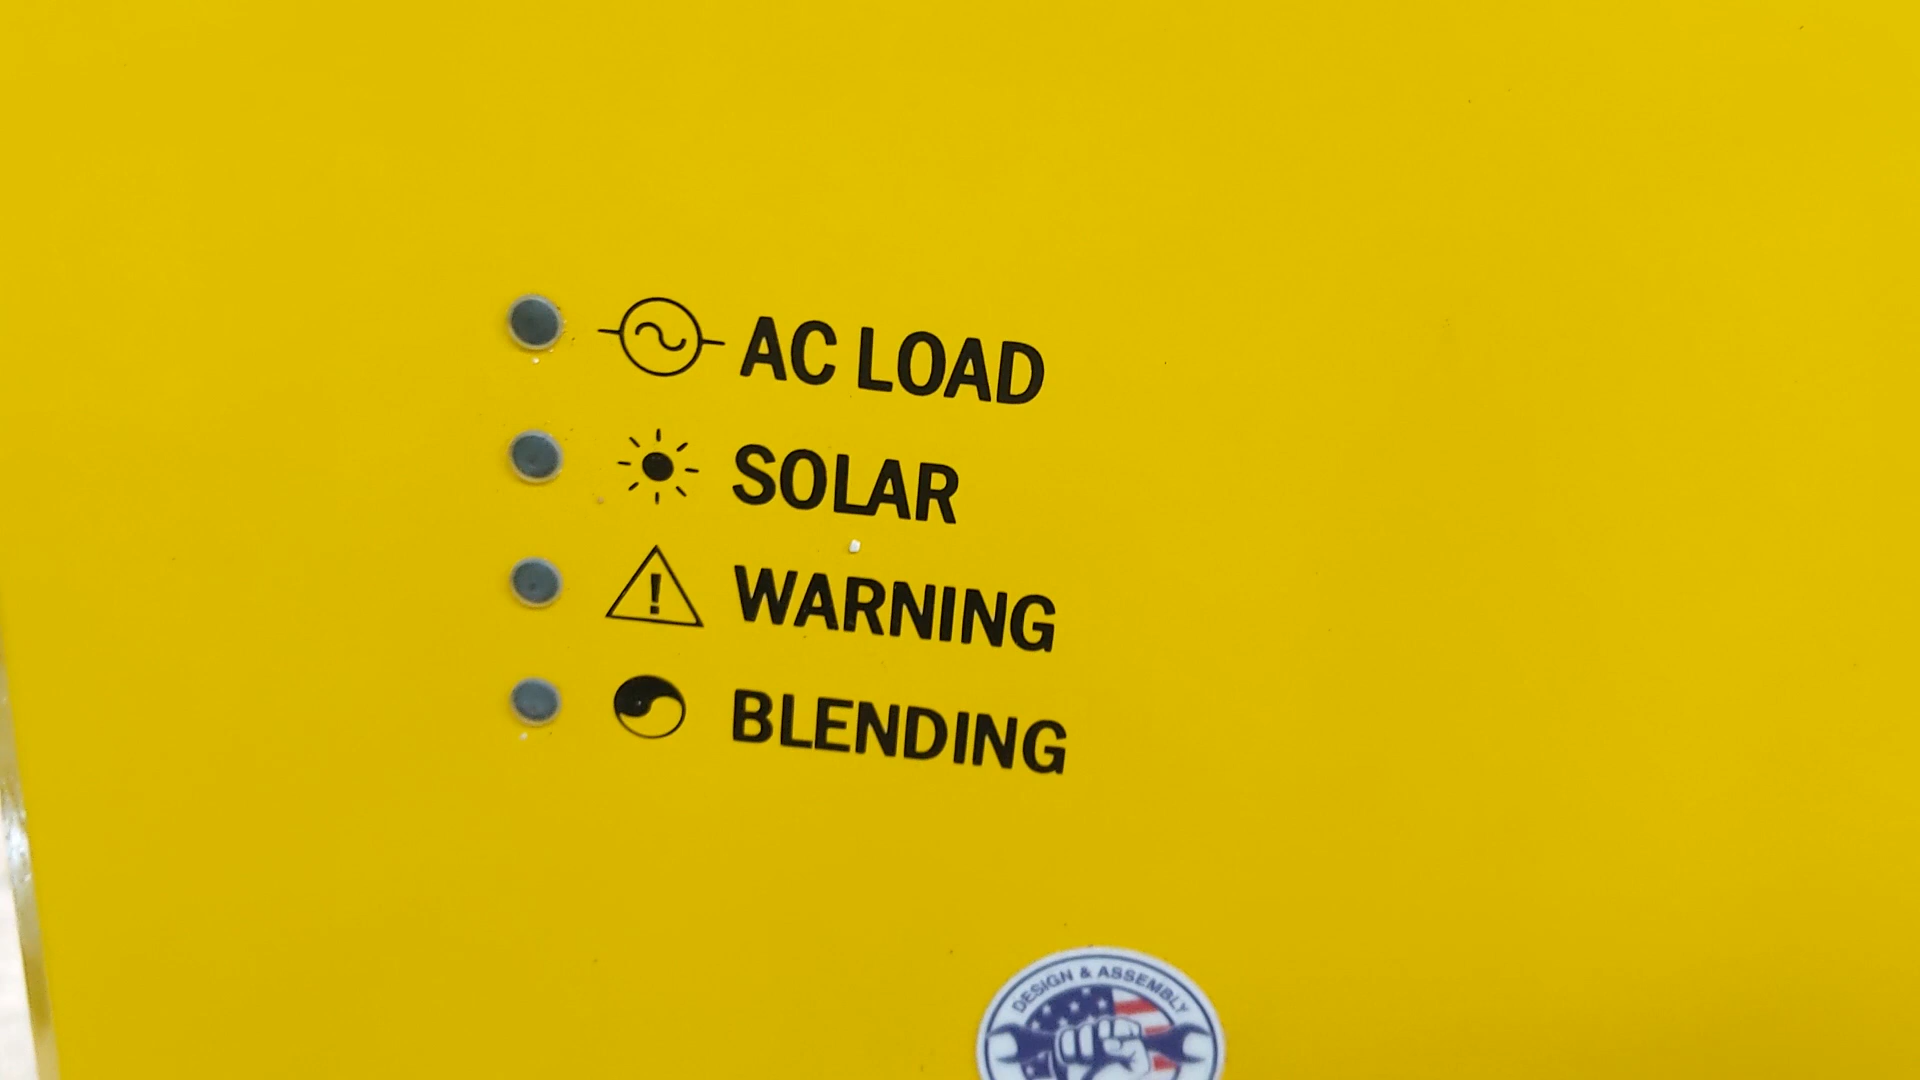 AC LOAD
SOLAR
! WARNING
BLENDING
DESIGN & ASSEMBLY